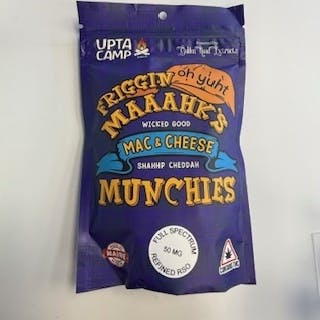 UPTA
CAMP
FRIGGIN
oh yuht
MAAAHK'S
WICKED GOOD
MAC & CHEESE
SHAHHP CHEDDAH
MUNCHIES
FULL SPECTRUM
50 MG
REFINED RSO
MAINE